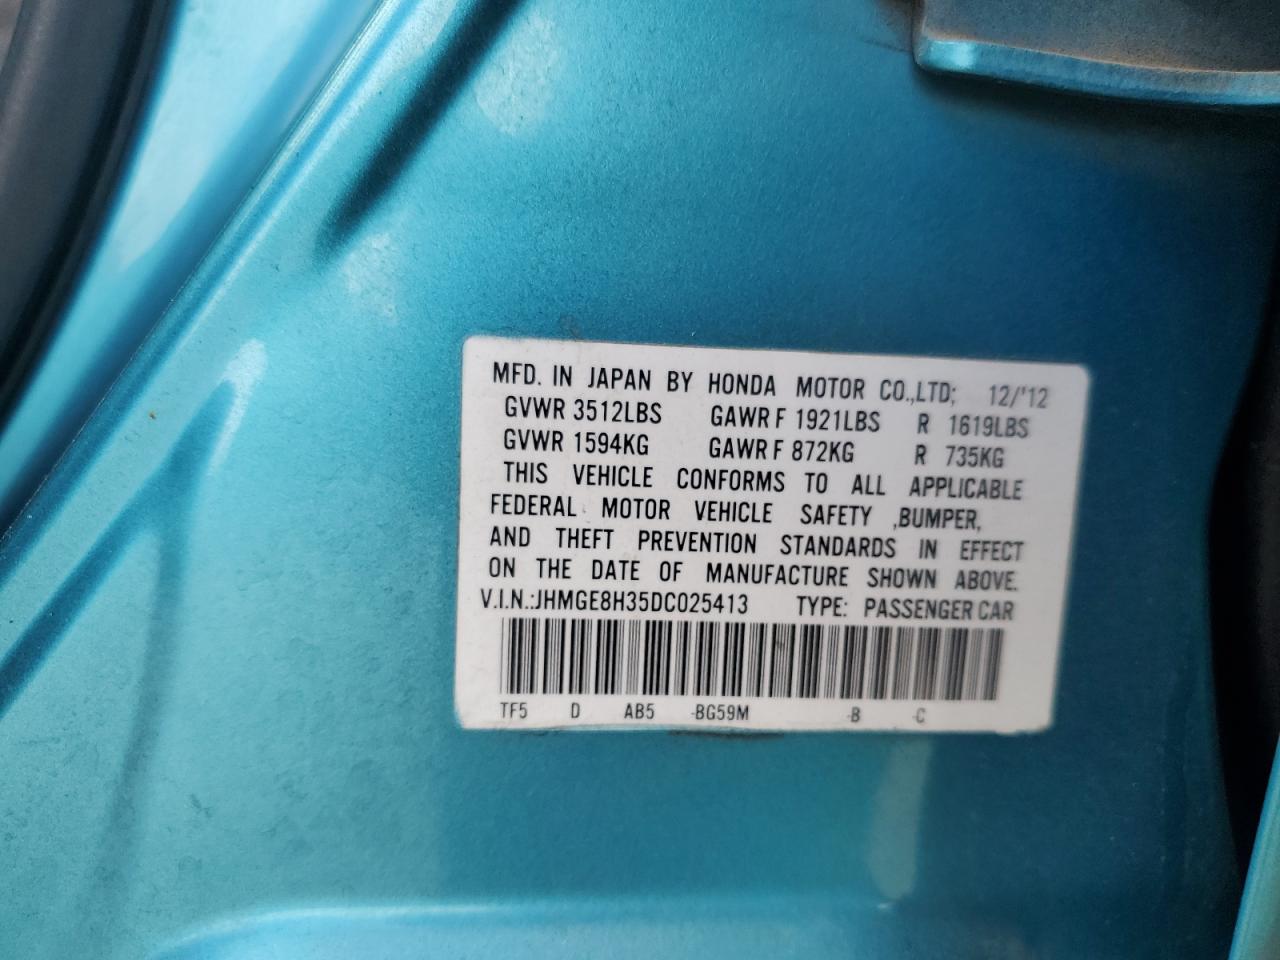 MFD. IN JAPAN BY HONDA MOTOR CO.,LTD; 12/'12
GVWR 3512LBS GAWR F 1921LBS R 1619LBS
GVWR 1594KG GAWR F 872KG R 735KG
THIS VEHICLE CONFORMS TO ALL APPLICABLE
FEDERAL MOTOR VEHICLE SAFETY ,BUMPER,
AND THEFT PREVENTION STANDARDS IN EFFECT
ON THE DATE OF MANUFACTURE SHOWN ABOVE.
V.I.N.:JHMGE8H35DC025413 TYPE: PASSENGER CAR
TF5 D AB5 -BG59M -B -C